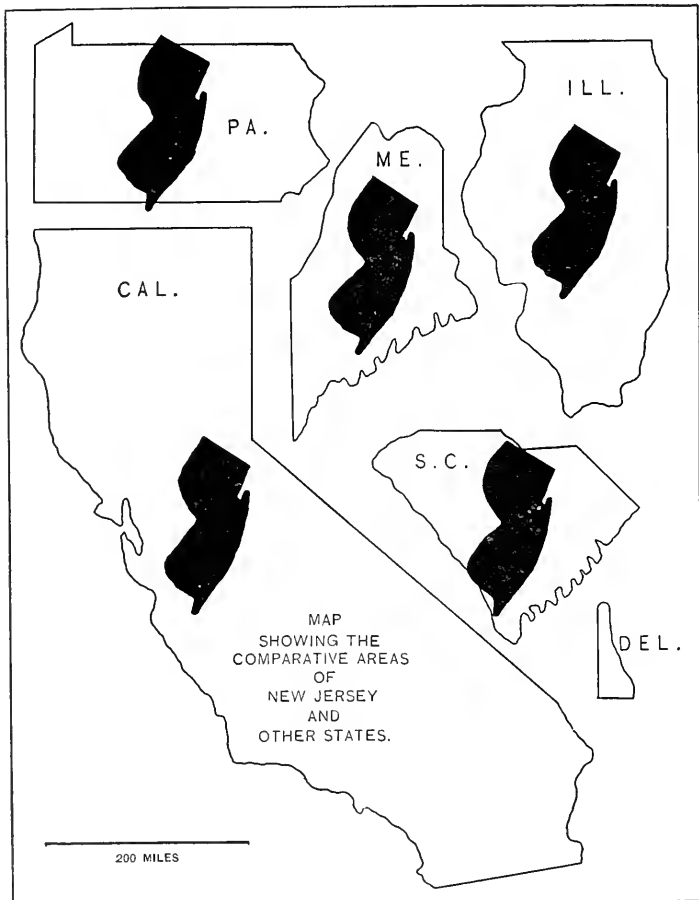 PA.
ILL.
ME.
CAL.
S.C.
DEL.
MAP
SHOWING THE
COMPARATIVE AREAS
OF
NEW JERSEY
AND
OTHER STATES.
200 MILES